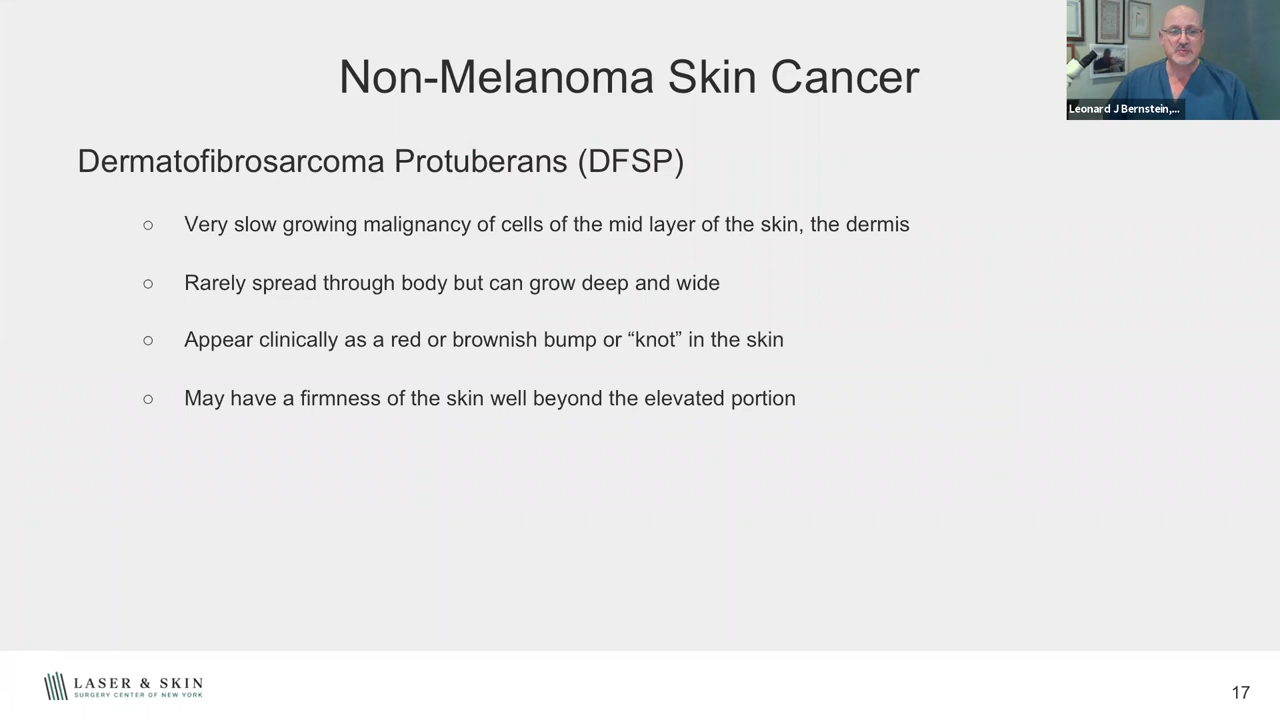 Non-Melanoma Skin Cancer
Leonard J Bernstein,...
Dermatofibrosarcoma Protuberans (DFSP)
○ Very slow growing malignancy of cells of the mid layer of the skin, the dermis
○ Rarely spread through body but can grow deep and wide
○ Appear clinically as a red or brownish bump or “knot” in the skin
○ May have a firmness of the skin well beyond the elevated portion
LASER & SKIN
SURGERY CENTER OF NEW YORK
17